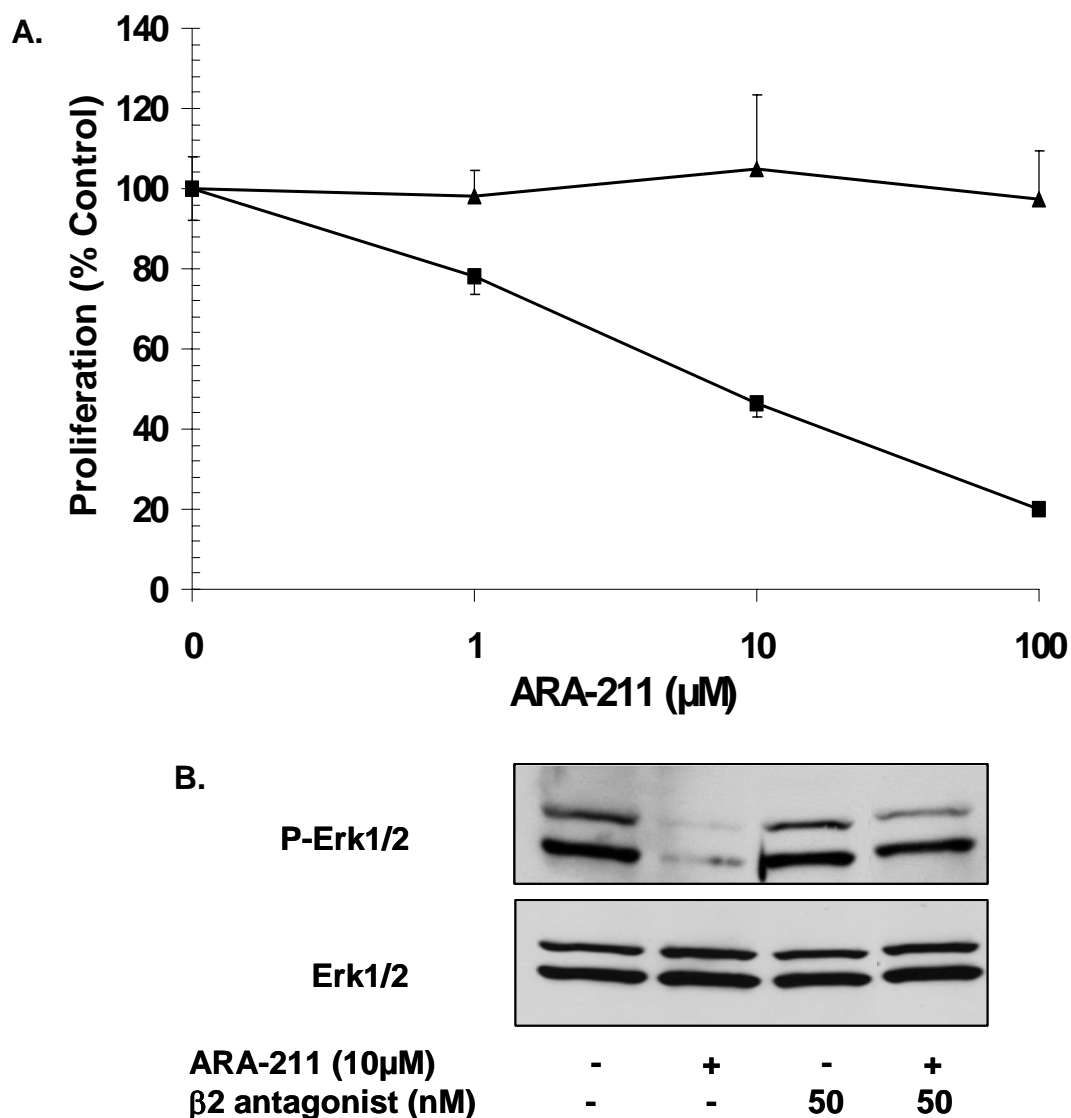 A.
Proliferation (% Control)
140
120
100
80
60
40
20
0
0 1 10 100
ARA-211 (µM)
B.
P-Erk1/2
Erk1/2
ARA-211 (10µM) - + - +
β2 antagonist (nM) - - 50 50